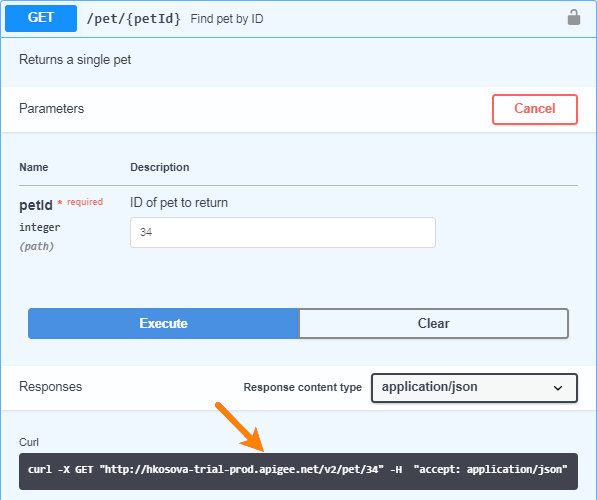 GET /pet/{petId} Find pet by ID
Returns a single pet
Parameters Cancel
Name Description
petId * required ID of pet to return
integer 34
(path)
Execute Clear
Responses Response content type application/json
Curl
curl -X GET "http://hkosova-trial-prod.apigee.net/v2/pet/34" -H  "accept: application/json"